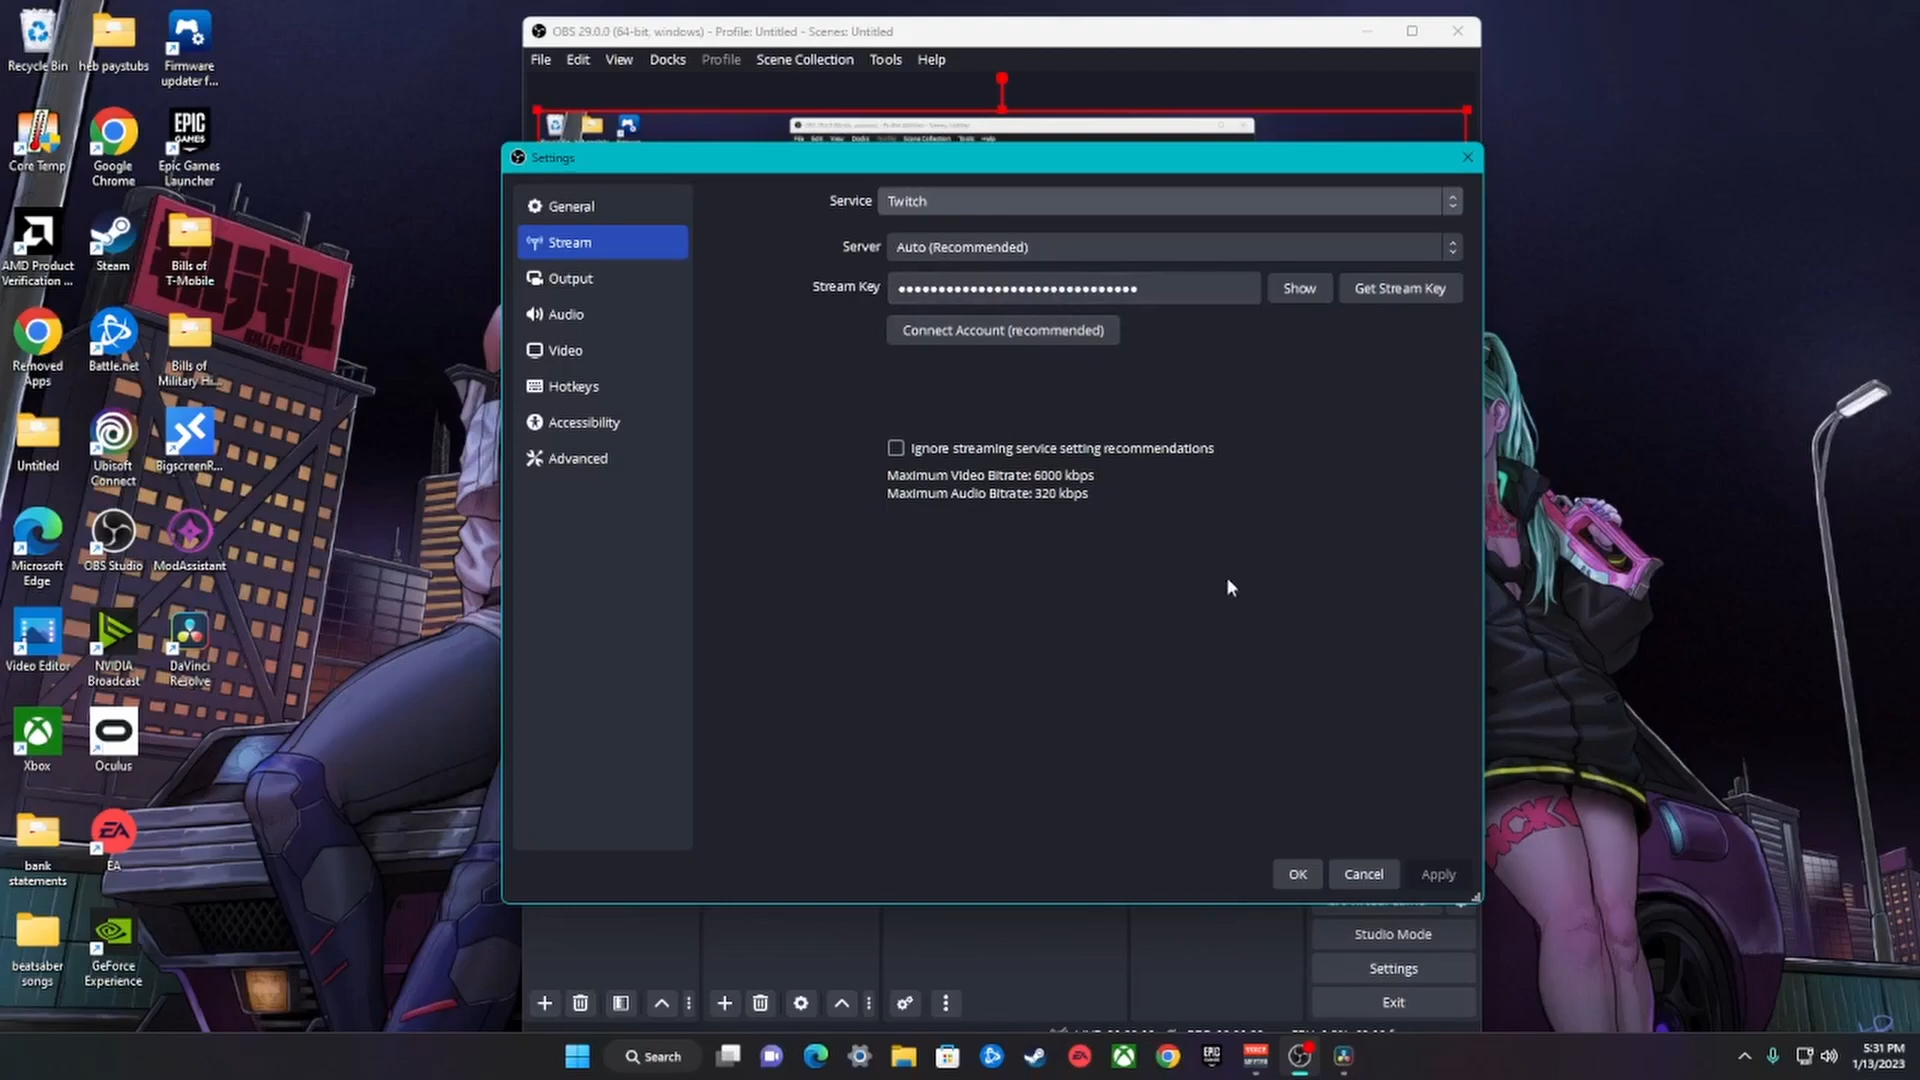 OBS 29.0.0 (64-bit, windows) - Profile: Untitled - Scenes: Untitled
File Edit View Docks Profile Scene Collection Tools Help
Settings
General
Stream
Output
Audio
Video
Hotkeys
Accessibility
Advanced
Service Twitch
Server Auto (Recommended)
Stream Key ●●●●●●●●●●●●●●●●●●●●●●●●●●●●●● Show Get Stream Key
Connect Account (recommended)
Ignore streaming service setting recommendations
Maximum Video Bitrate: 6000 kbps
Maximum Audio Bitrate: 320 kbps
OK Cancel Apply
Studio Mode
Settings
Exit
Recycle Bin
heb paystubs
Firmware
updater f...
Core Temp
Google
Chrome
EPIC
GAMES
Epic Games
Launcher
AMD Product
Verification ...
Steam
Bills of
T-Mobile
Removed
Apps
Battle.net
Bills of
Military Hi...
Untitled
Ubisoft
Connect
BigscreenR...
Microsoft
Edge
OBS Studio
ModAssistant
Video Editor
NVIDIA
Broadcast
DaVinci
Resolve
Xbox
Oculus
bank
statements
EA
EA
beatsaber
songs
GeForce
Experience
Search
EPIC
5:31 PM
1/13/2023